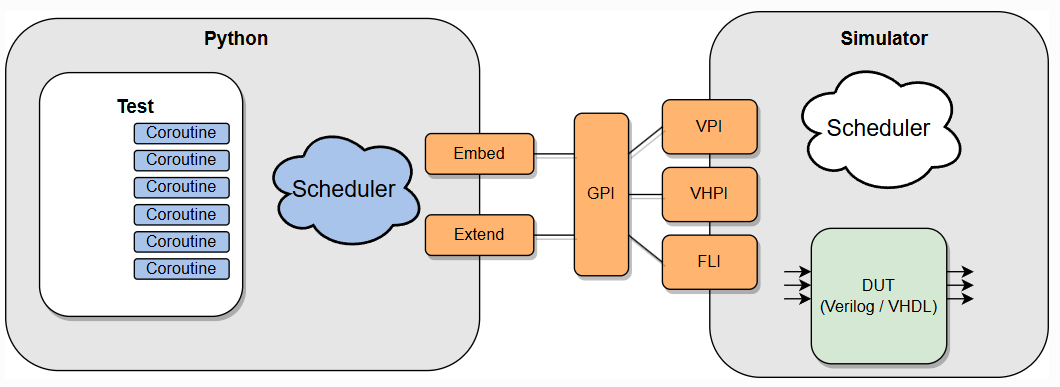 Python
Test
Coroutine
Coroutine
Coroutine
Coroutine
Coroutine
Coroutine
Scheduler
Embed
Extend
GPI
VPI
VHPI
FLI
Simulator
Scheduler
DUT
(Verilog / VHDL)